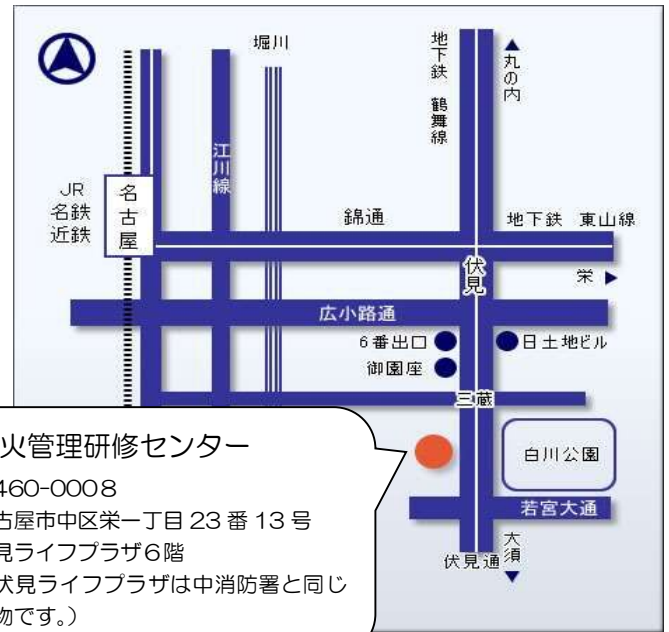 堀川
地下鉄 鶴舞線
▲丸の内
江川線
JR
名鉄
近鉄
名古屋
錦通
地下鉄 東山線
伏見
栄 ▶
広小路通
6番出口
日土地ビル
御園座
三蔵
白川公園
若宮大通
伏見通
大須▼
火管理研修センター
460-0008
古屋市中区栄一丁目 23 番 13 号
見ライフプラザ6階
伏見ライフプラザは中消防署と同じ
物です。）